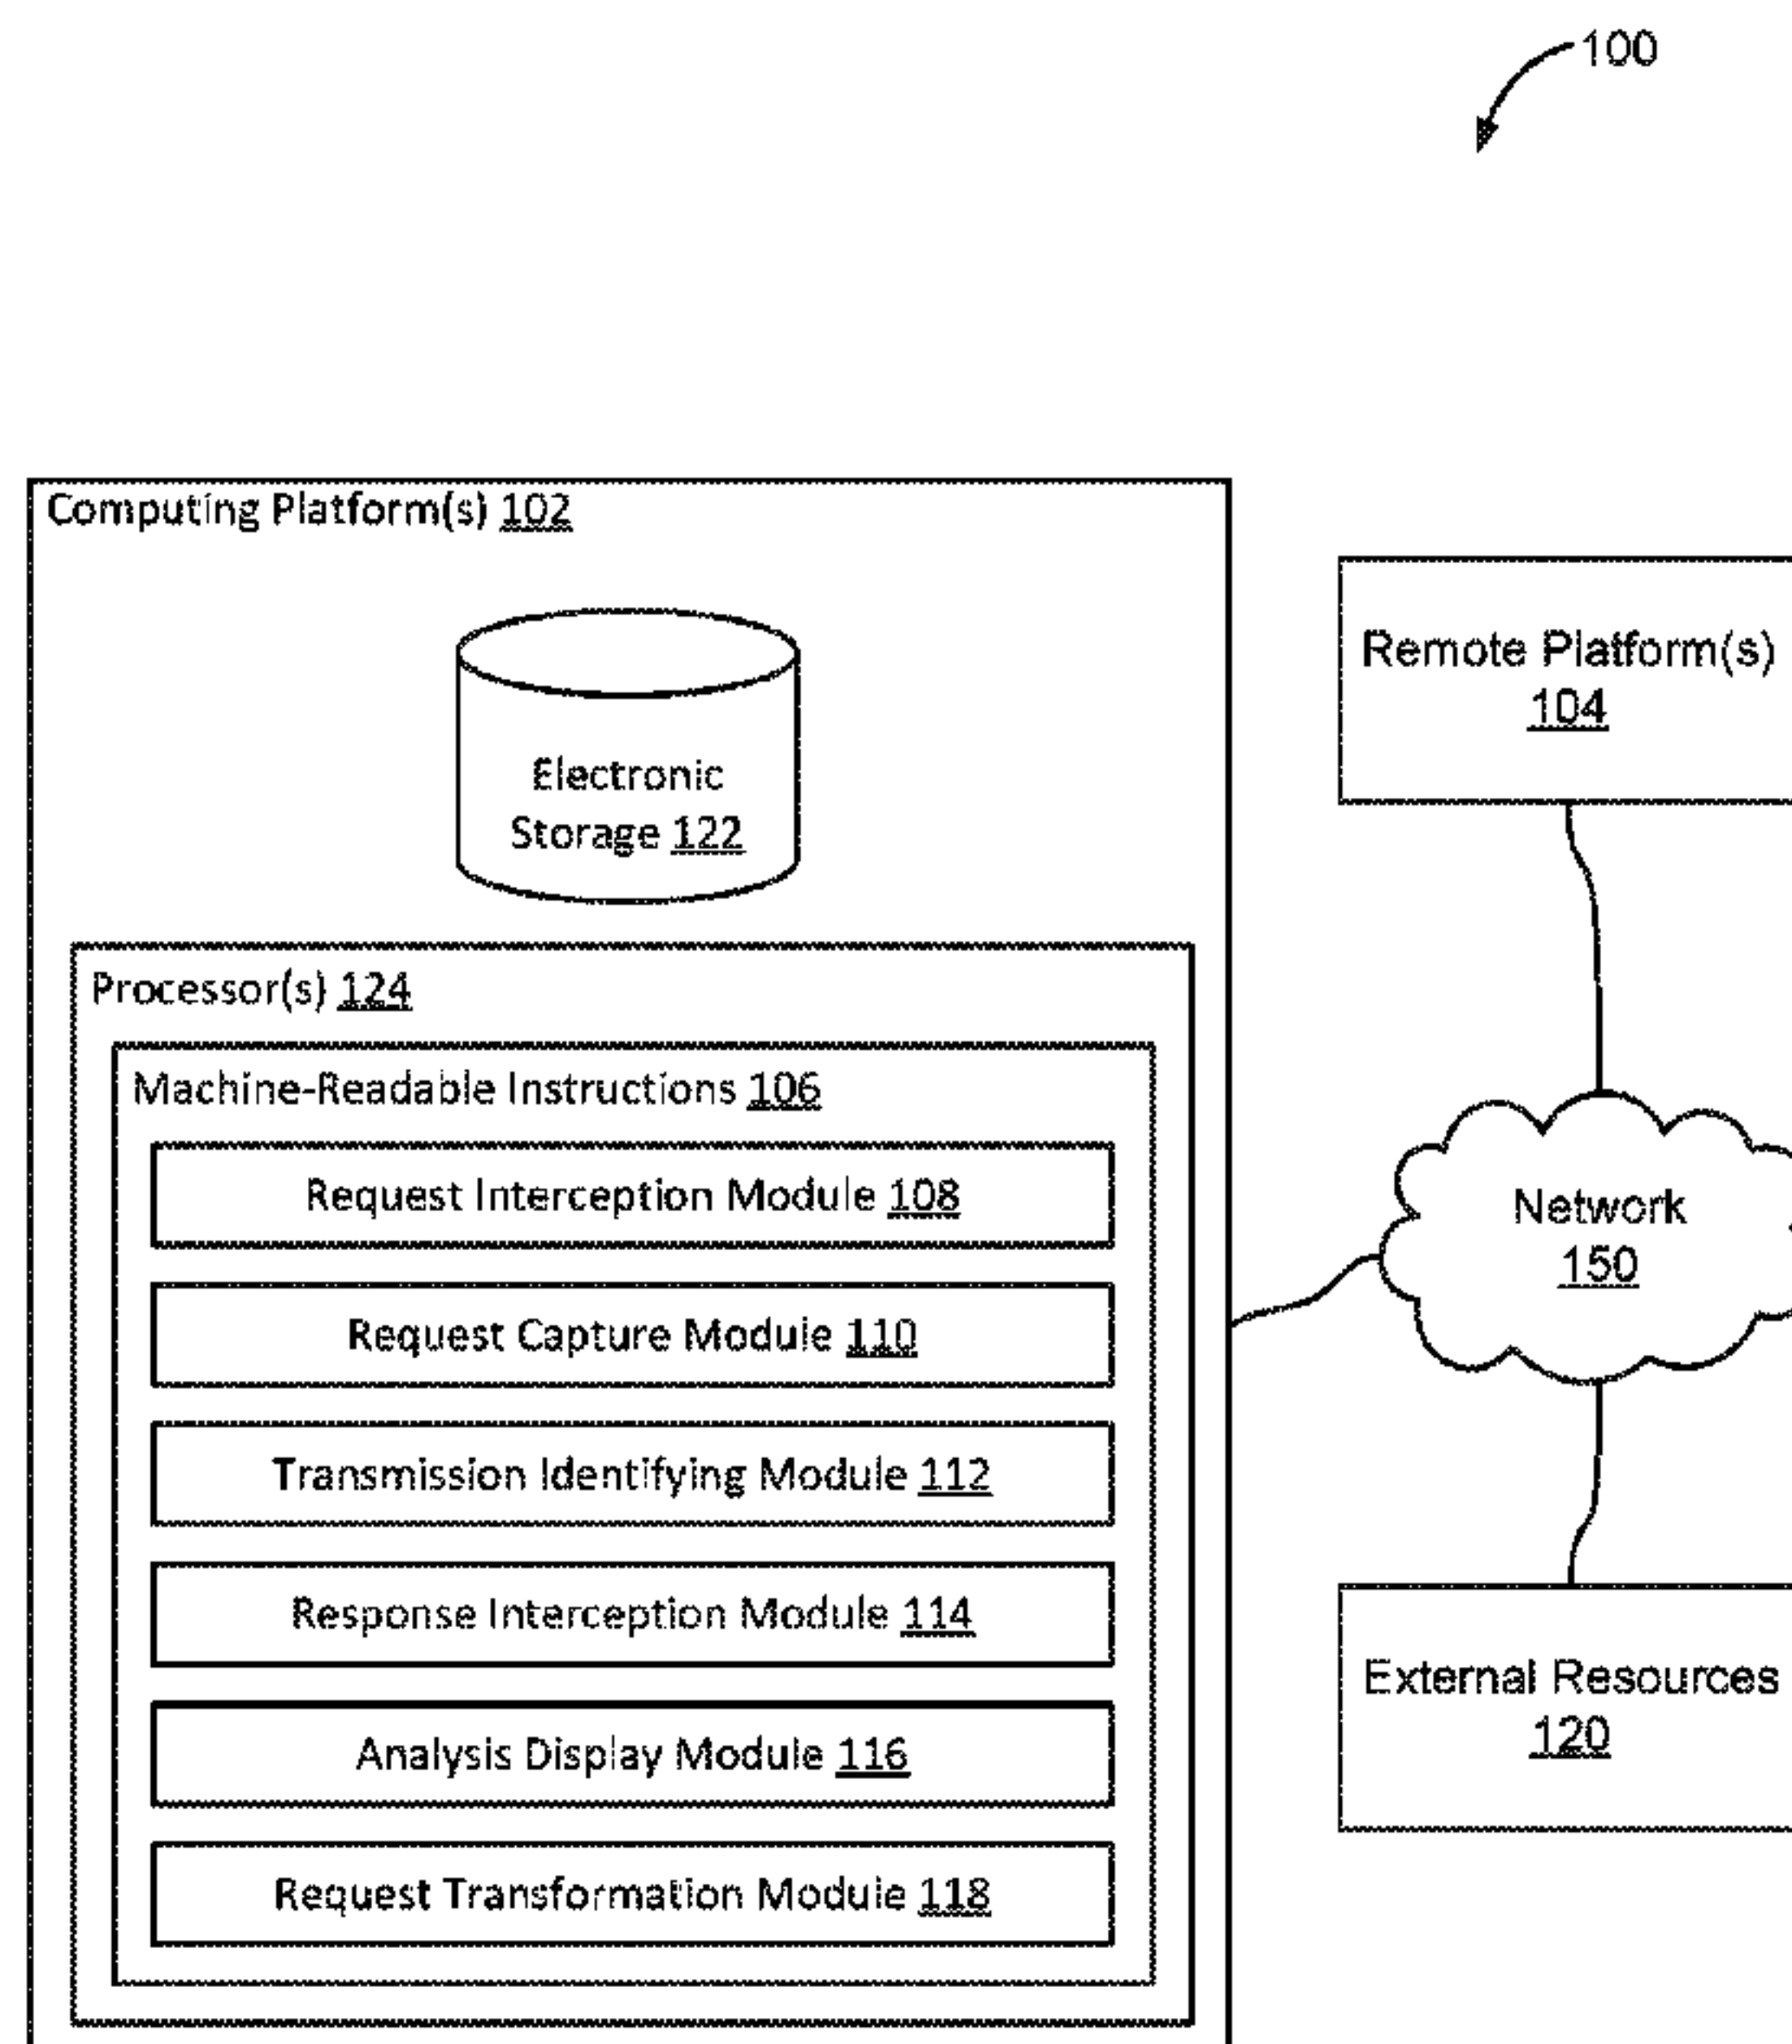 100
Computing Platform(s) 102
Electronic
Storage 122
Processor(s) 124
Machine-Readable Instructions 106
Request Interception Module 108
Request Capture Module 110
Transmission Identifying Module 112
Response Interception Module 114
Analysis Display Module 116
Request Transformation Module 118
Remote Platform(s)
104
Network
150
External Resources
120